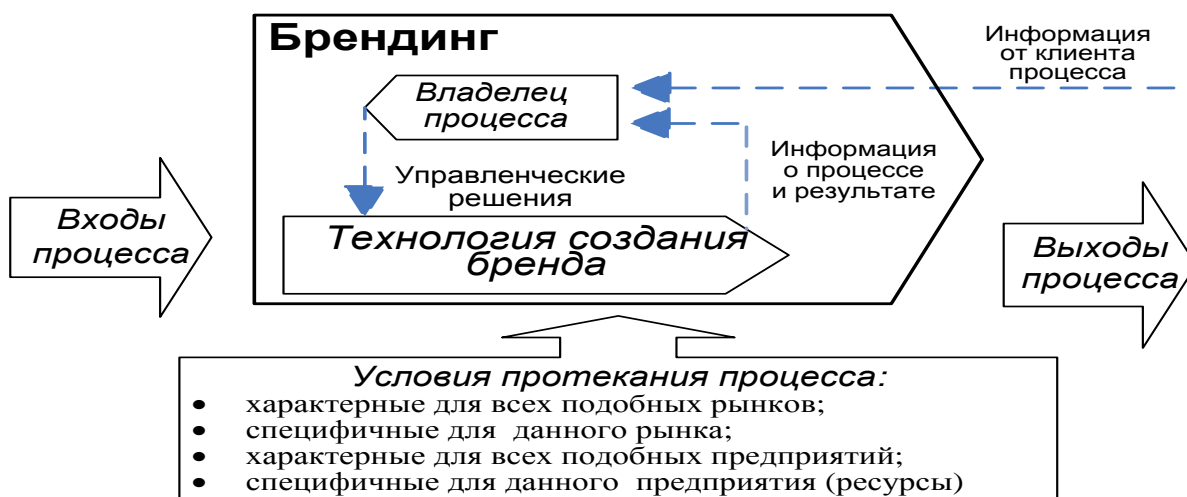 Брендинг
Информация
от клиента
процесса
Владелец
процесса
Информация
о процессе
и результате
Управленческие
решения
Входы
процесса
Технология создания
бренда
Выходы
процесса
Условия протекания процесса:
• характерные для всех подобных рынков;
• специфичные для данного рынка;
• характерные для всех подобных предприятий;
• специфичные для данного предприятия (ресурсы)